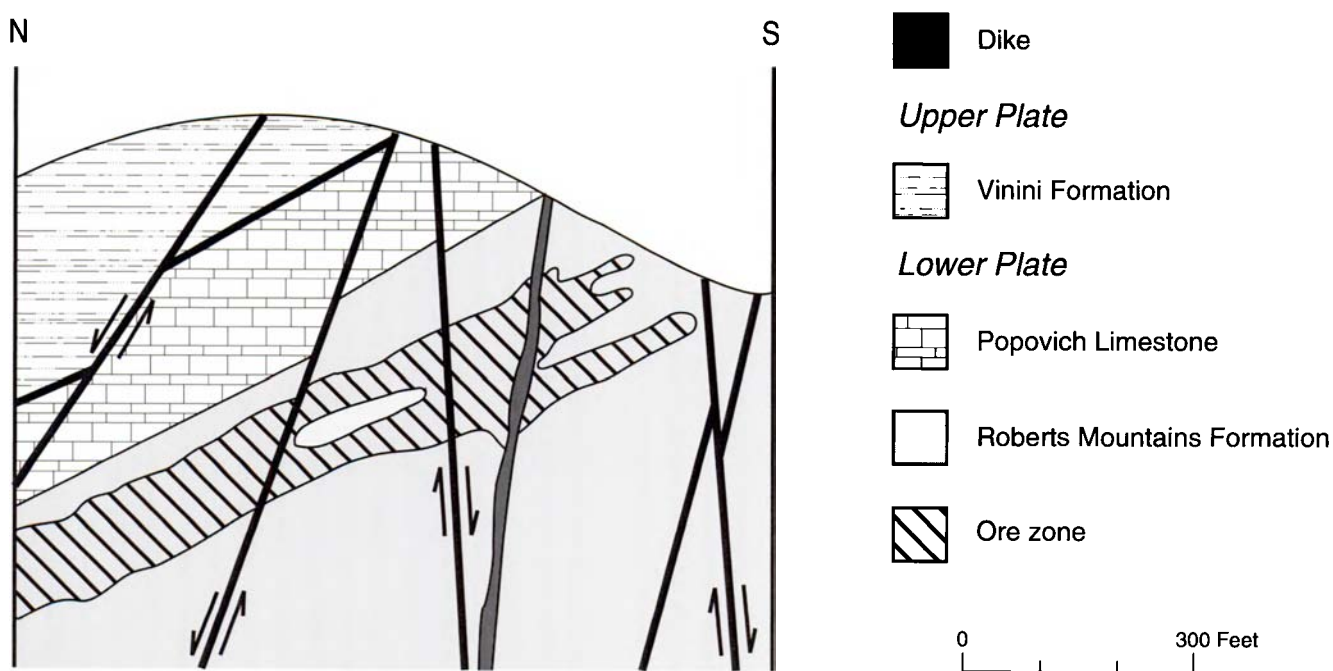 N
S
Dike
Upper Plate
Vinini Formation
Lower Plate
Popovich Limestone
Roberts Mountains Formation
Ore zone
0
300 Feet